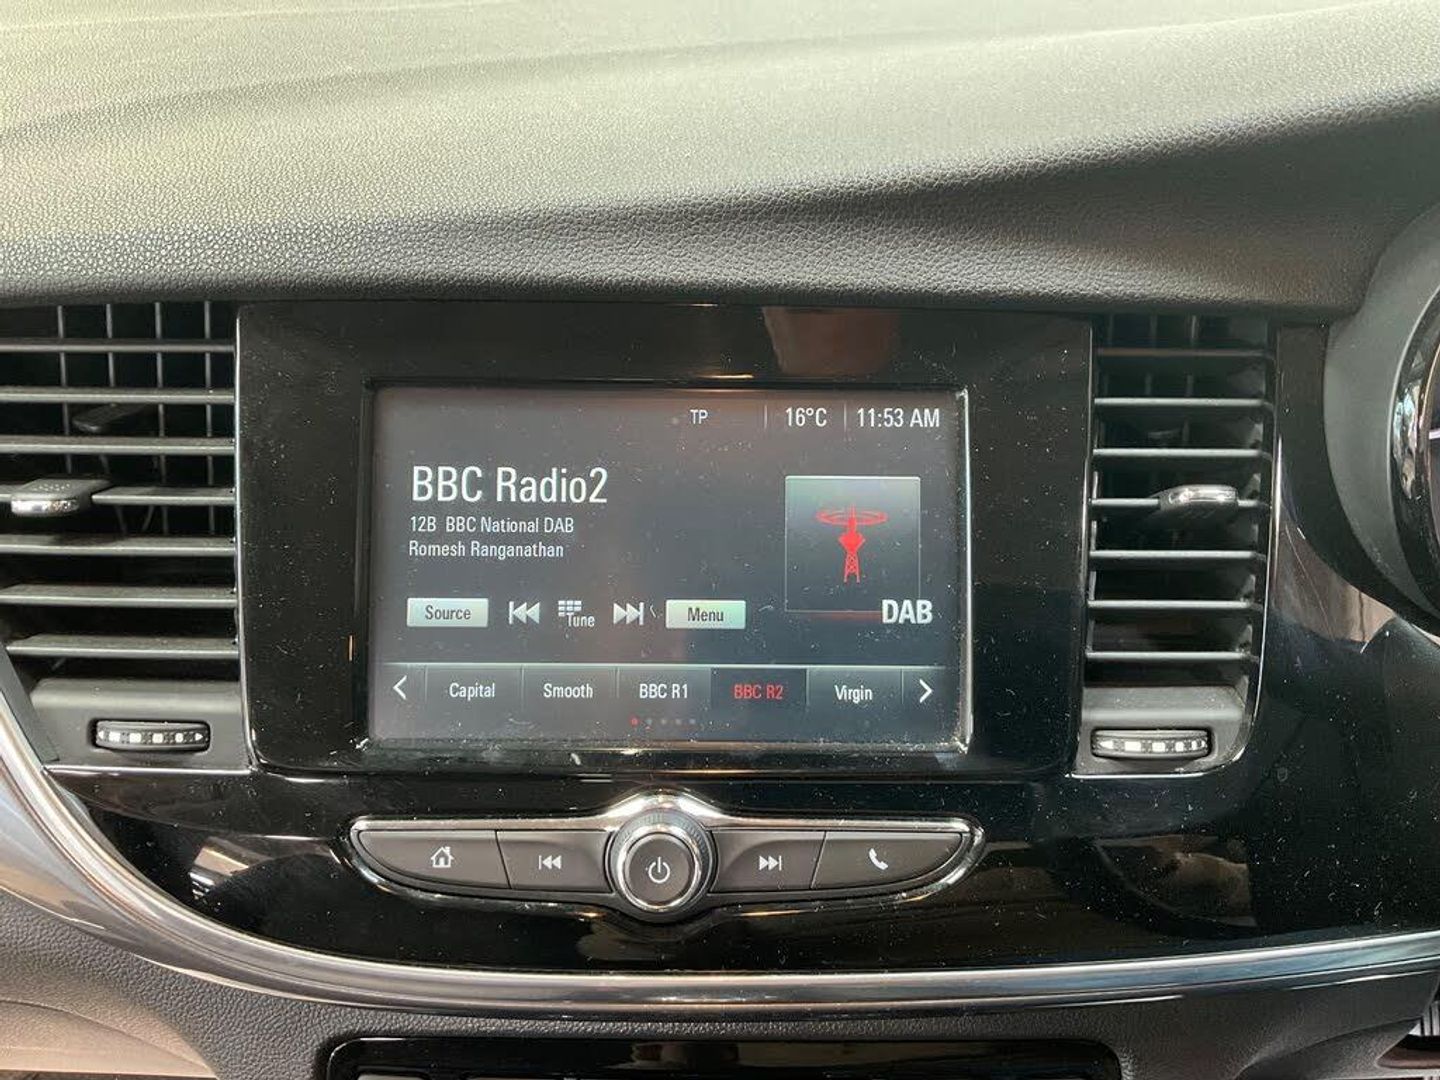 TP 16°C 11:53 AM
BBC Radio2
12B BBC National DAB
Romesh Ranganathan
Source Tune Menu
DAB
Capital Smooth BBC R1 BBC R2 Virgin